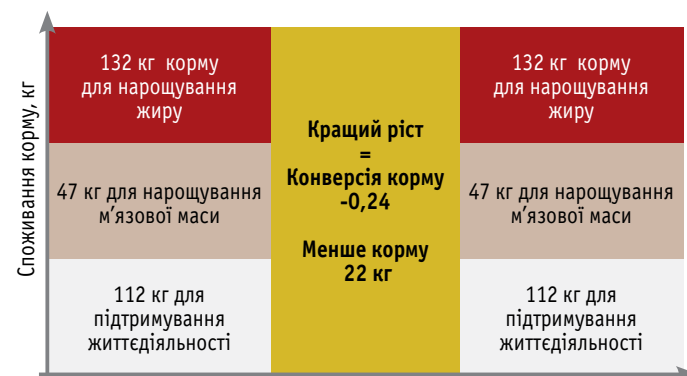 Споживання корму, кг
132 кг корму
для нарощування
жиру
47 кг для нарощування
м’язової маси
112 кг для
підтримування
життєдіяльності
Кращий ріст
=
Конверсія корму
-0,24
Менше корму
22 кг
132 кг корму
для нарощування
жиру
47 кг для нарощування
м’язової маси
112 кг для
підтримування
життєдіяльності